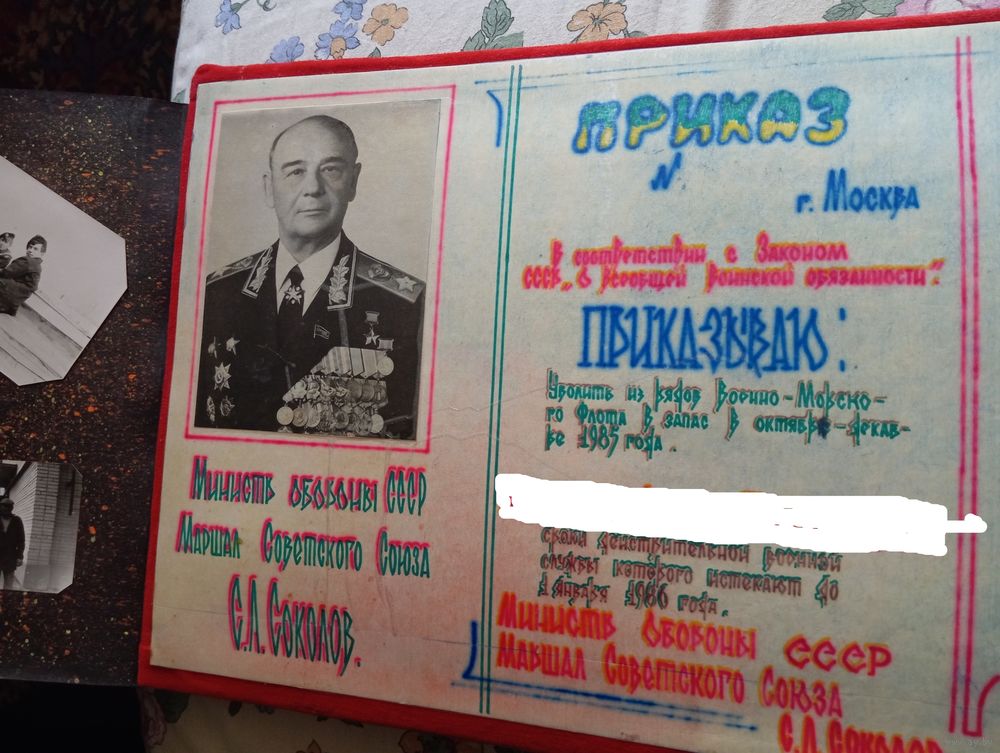 Министр обороны СССР
Маршал Советского Союза
С.Л.Соколов.
ПРИКАЗ
N
г. Москва
В соответствии с Законом
СССР „О всеобщей воинской обязанности":
ПРИКАЗЫВАЮ:
Уволить из рядов Военно-Морско-
го Флота в запас в октябре-декаб-
ре 1985 года.
сроки действительной военной
службы которого истекают до
1 января 1986 года.
Министр обороны СССР
Маршал Советского Союза
С.Л.Соколов